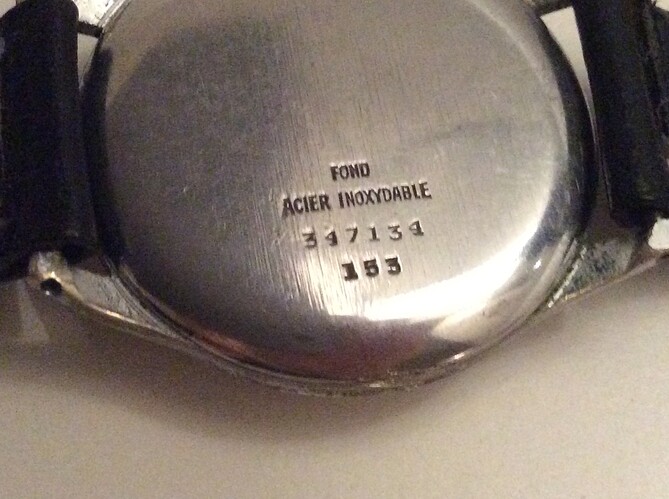 FOND
ACIER INOXYDABLE
347134
153